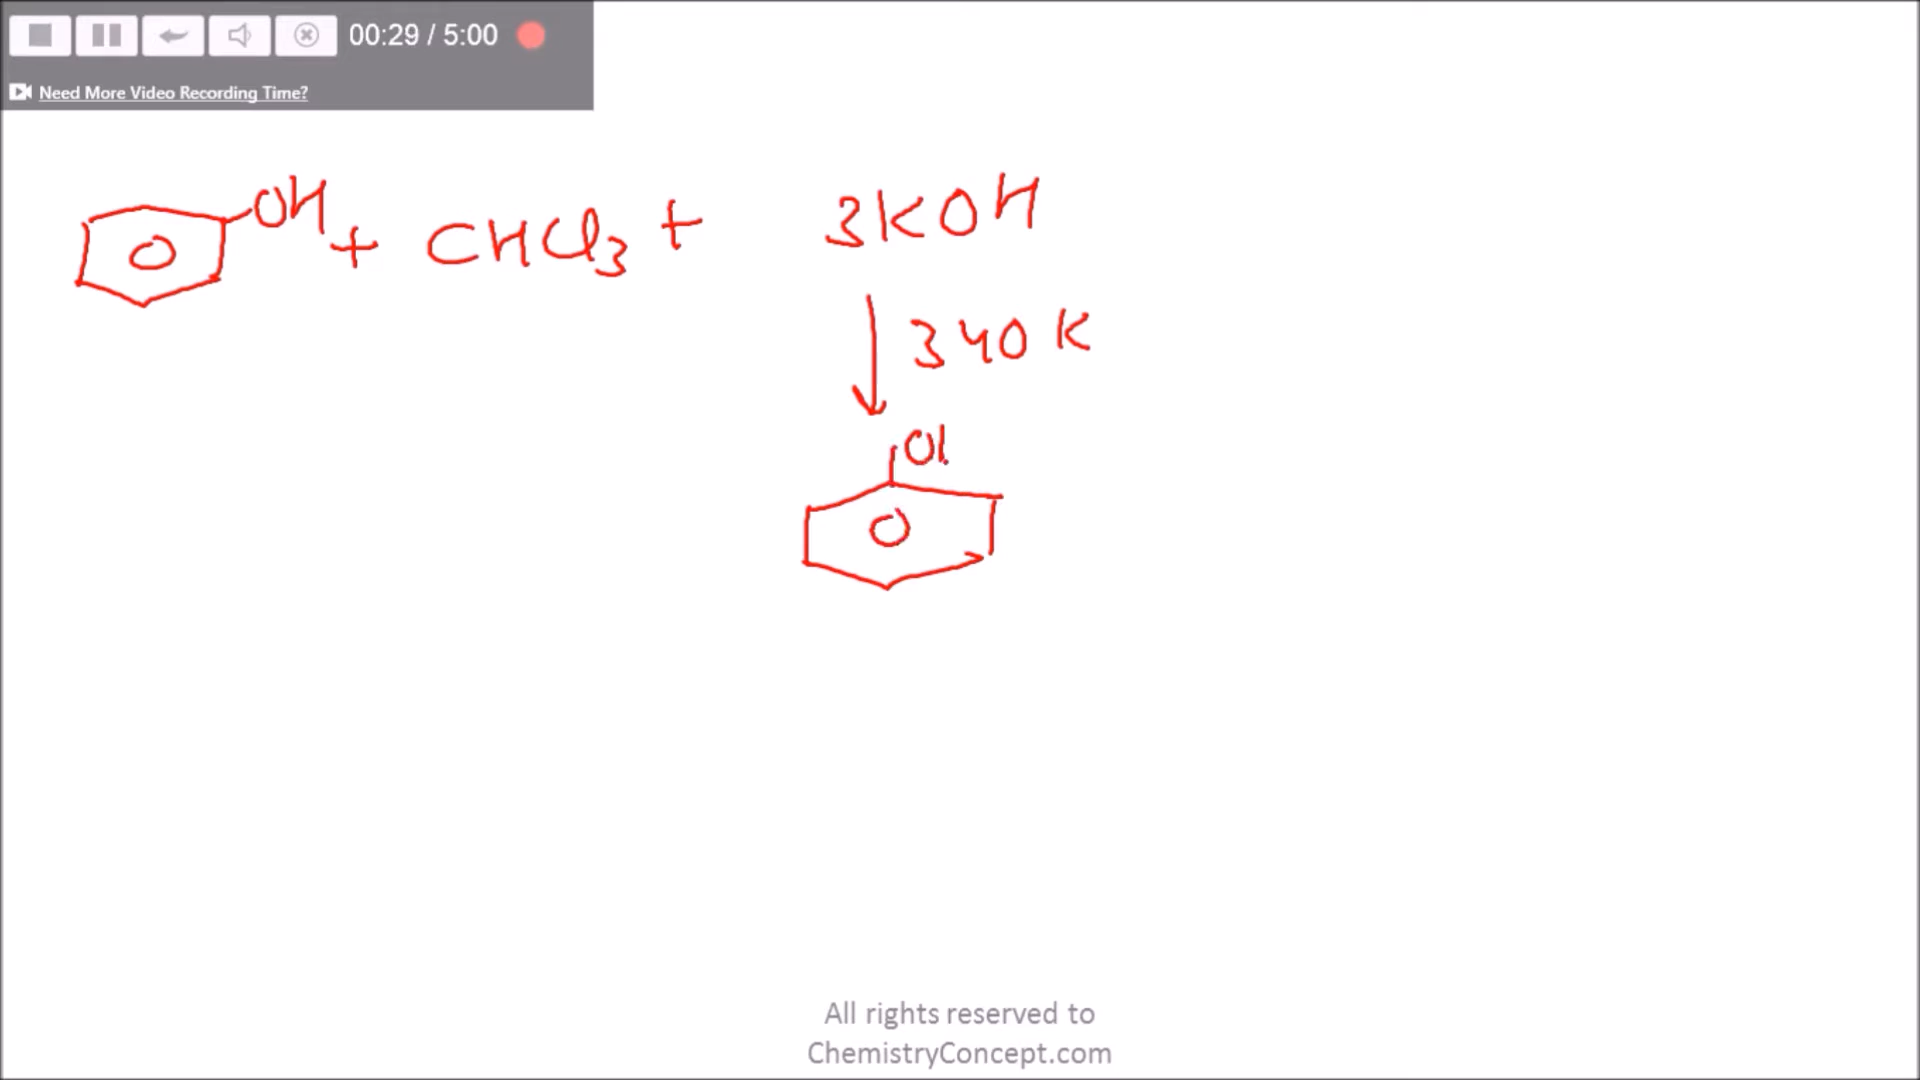 00:29 / 5:00
Need More Video Recording Time?
OH + CHCl3 + 3KOH
340 K
Ol
All rights reserved to
ChemistryConcept.com